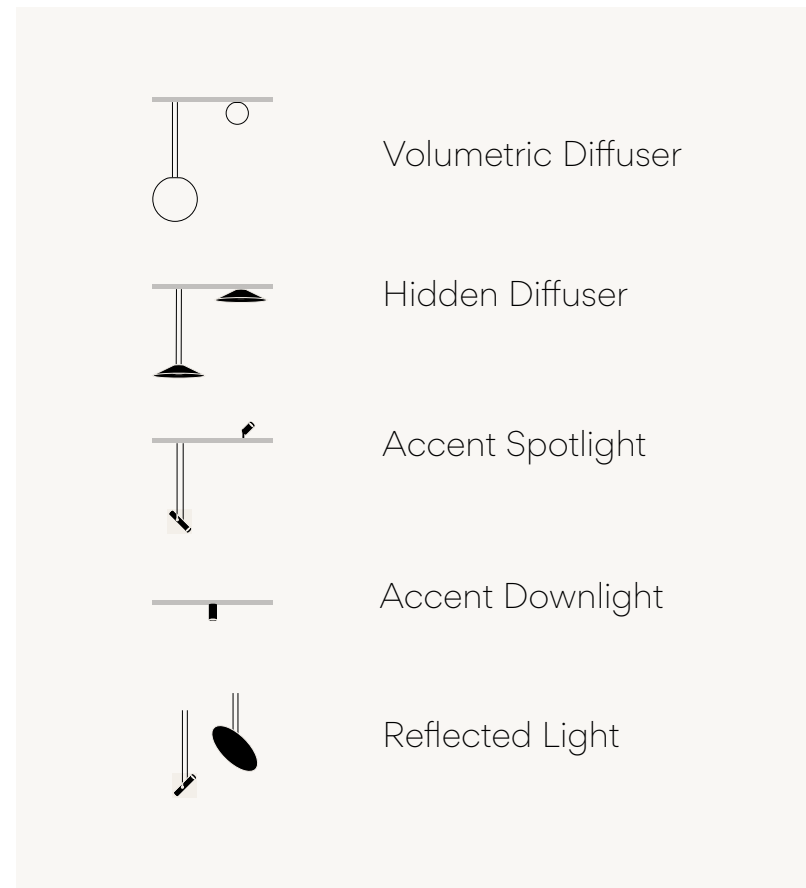 Volumetric Diffuser
Hidden Diffuser
Accent Spotlight
Accent Downlight
Reflected Light